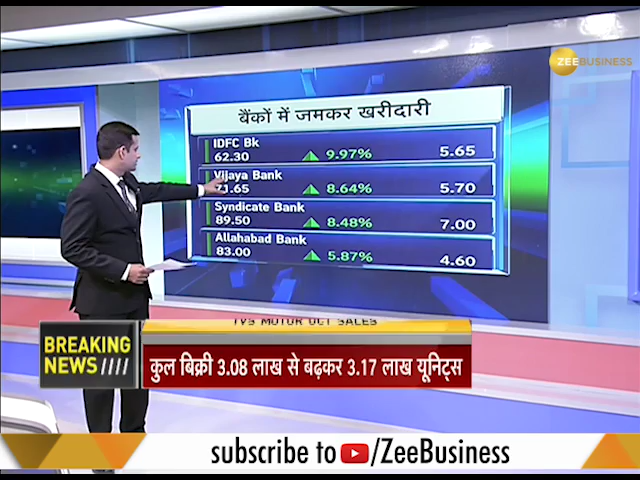 ZEEBUSINESS
बैंकों में जमकर खरीदारी
IDFC Bk
62.30 9.97% 5.65
Vijaya Bank
71.65 8.64% 5.70
Syndicate Bank
89.50 8.48% 7.00
Allahabad Bank
83.00 5.87% 4.60
TVS MOTOR OCT SALES
BREAKING
NEWS ////
कुल बिक्री 3.08 लाख से बढ़कर 3.17 लाख यूनिट्स
subscribe to /ZeeBusiness